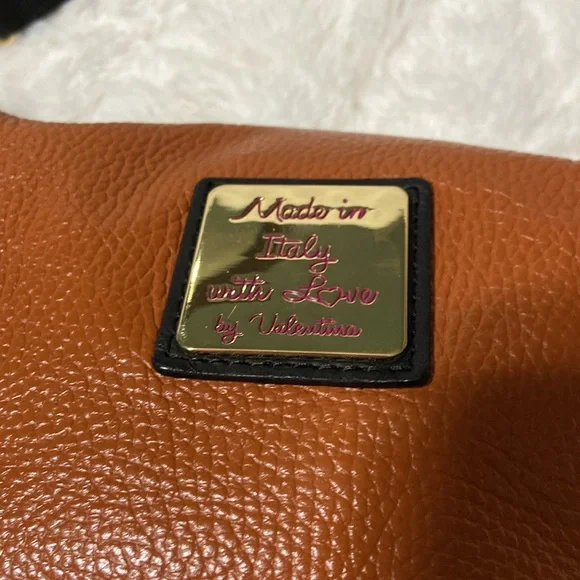 Made in
Italy
with Love
by Valentina